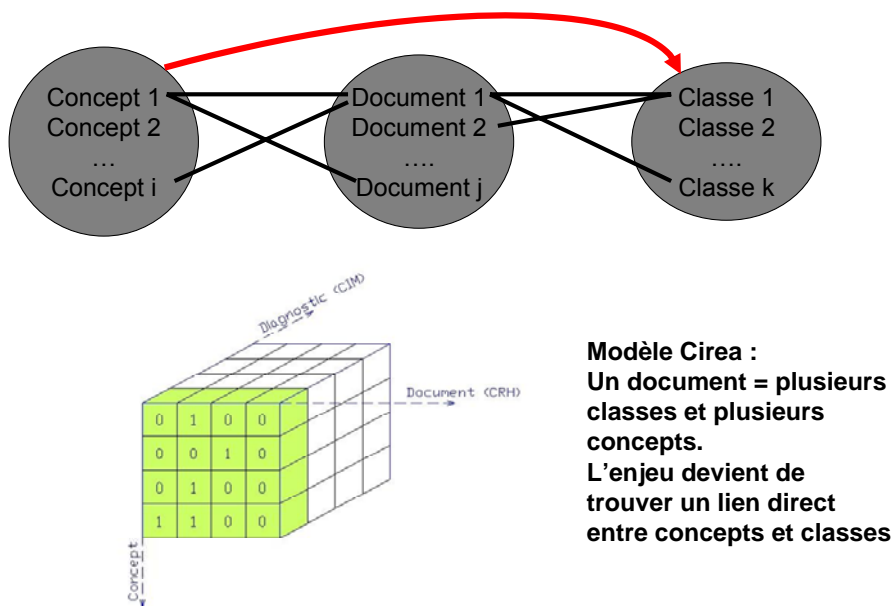 Concept 1
Concept 2
…
Concept i
Document 1
Document 2
….
Document j
Classe 1
Classe 2
….
Classe k
Diagnostic (CIM)
Document (CRH)
0 1 0 0
0 0 1 0
0 1 0 0
1 1 0 0
Concept
Modèle Cirea :
Un document = plusieurs
classes et plusieurs
concepts.
L'enjeu devient de
trouver un lien direct
entre concepts et classes